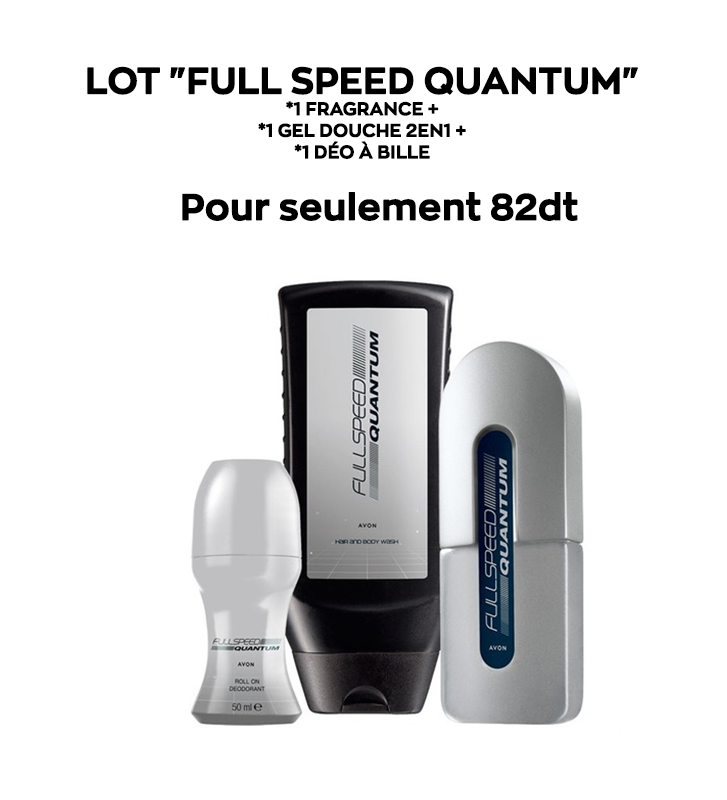 LOT "FULL SPEED QUANTUM"
*1 FRAGRANCE +
*1 GEL DOUCHE 2EN1 +
*1 DÉO À BILLE
Pour seulement 82dt
FULLSPEED
QUANTUM
AVON
HAIR AND BODY WASH
FULLSPEED
QUANTUM
AVON
FULLSPEED
QUANTUM
AVON
ROLL ON
DEODORANT
50 ml e